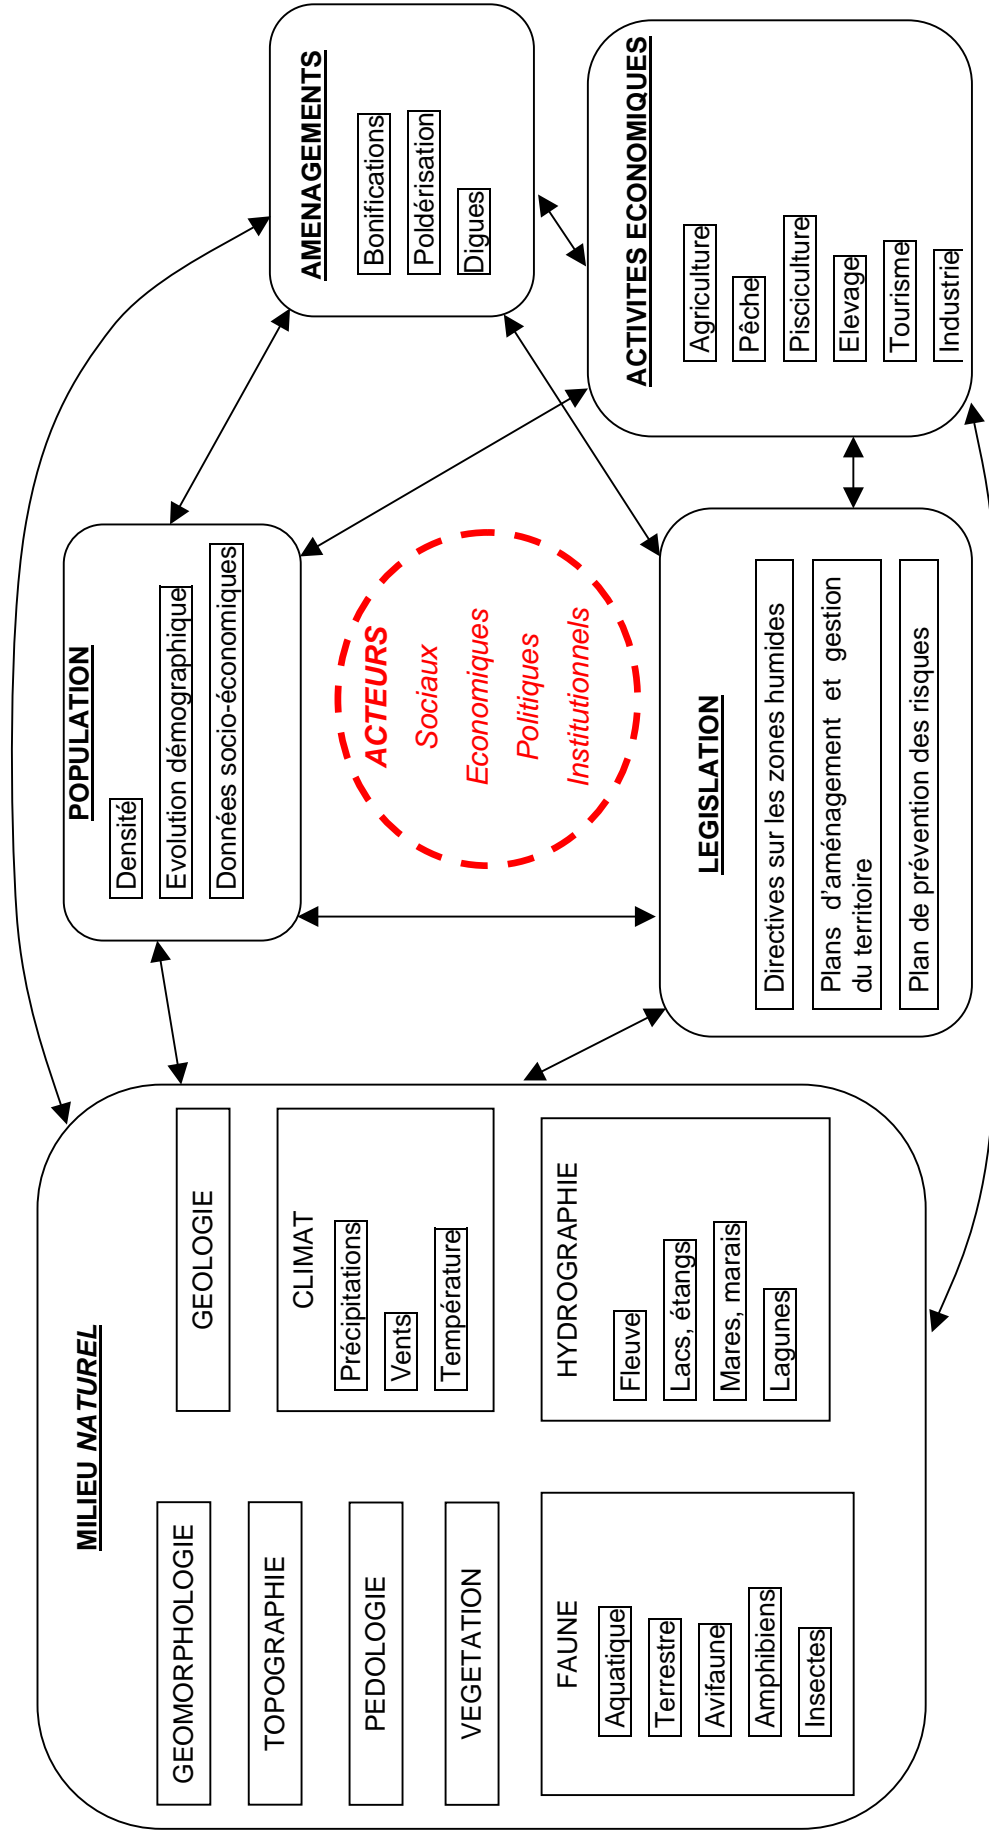 MILIEU NATUREL
GEOMORPHOLOGIE
TOPOGRAPHIE
PEDOLOGIE
VEGETATION
FAUNE
Aquatique
Terrestre
Avifaune
Amphibiens
Insectes
GEOLOGIE
CLIMAT
Précipitations
Vents
Température
HYDROGRAPHIE
Fleuve
Lacs, étangs
Mares, marais
Lagunes
POPULATION
Densité
Evolution démographique
Données socio-économiques
ACTEURS
Sociaux
Economiques
Politiques
Institutionnels
LEGISLATION
Directives sur les zones humides
Plans d'aménagement et gestion
du territoire
Plan de prévention des risques
AMENAGEMENTS
Bonifications
Poldérisation
Digues
ACTIVITES ECONOMIQUES
Agriculture
Pêche
Pisciculture
Elevage
Tourisme
Industrie